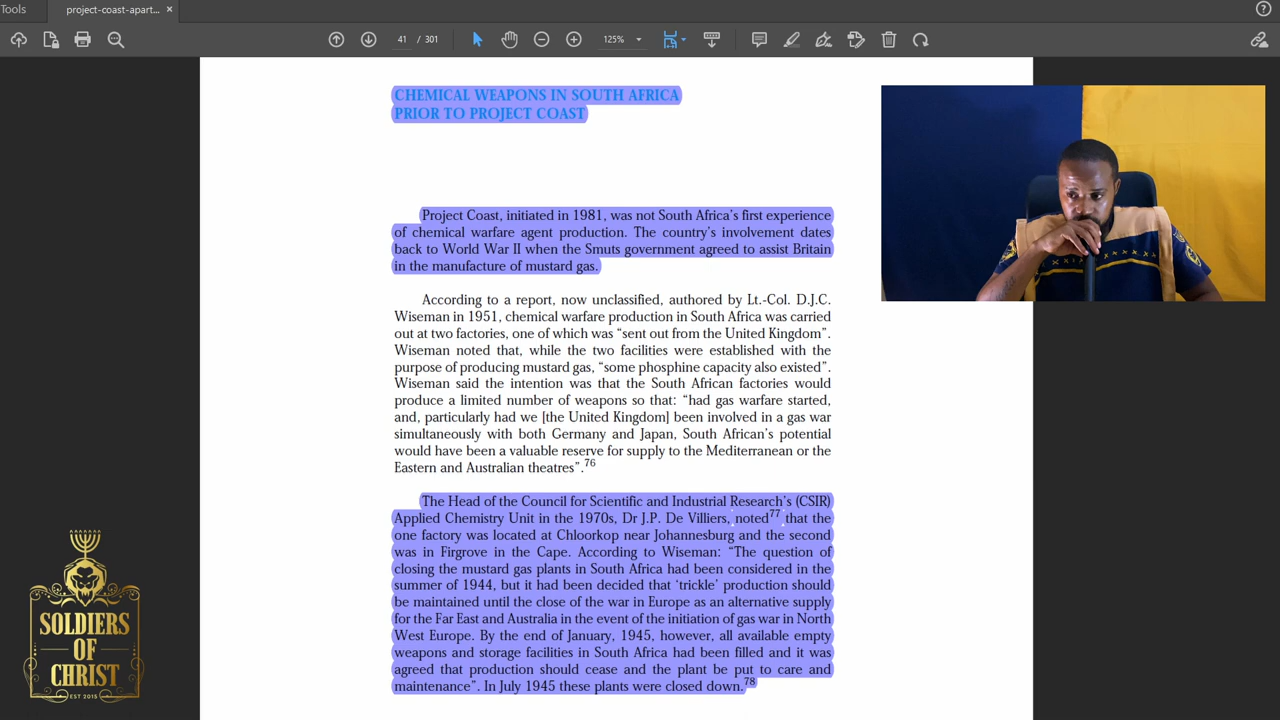 Tools
project-coast-apart... ×
41 / 301
125%
CHEMICAL WEAPONS IN SOUTH AFRICA
PRIOR TO PROJECT COAST
Project Coast, initiated in 1981, was not South Africa's first experience
of chemical warfare agent production. The country's involvement dates
back to World War II when the Smuts government agreed to assist Britain
in the manufacture of mustard gas.
According to a report, now unclassified, authored by Lt.-Col. D.J.C.
Wiseman in 1951, chemical warfare production in South Africa was carried
out at two factories, one of which was “sent out from the United Kingdom”.
Wiseman noted that, while the two facilities were established with the
purpose of producing mustard gas, “some phosphine capacity also existed”.
Wiseman said the intention was that the South African factories would
produce a limited number of weapons so that: “had gas warfare started,
and, particularly had we [the United Kingdom] been involved in a gas war
simultaneously with both Germany and Japan, South African's potential
would have been a valuable reserve for supply to the Mediterranean or the
Eastern and Australian theatres”.76
The Head of the Council for Scientific and Industrial Research's (CSIR)
Applied Chemistry Unit in the 1970s, Dr J.P. De Villiers, noted77 that the
one factory was located at Chloorkop near Johannesburg and the second
was in Firgrove in the Cape. According to Wiseman: “The question of
closing the mustard gas plants in South Africa had been considered in the
summer of 1944, but it had been decided that ‘trickle’ production should
be maintained until the close of the war in Europe as an alternative supply
for the Far East and Australia in the event of the initiation of gas war in North
West Europe. By the end of January, 1945, however, all available empty
weapons and storage facilities in South Africa had been filled and it was
agreed that production should cease and the plant be put to care and
maintenance”. In July 1945 these plants were closed down.78
SOLDIERS
OF
CHRIST
EST 2015